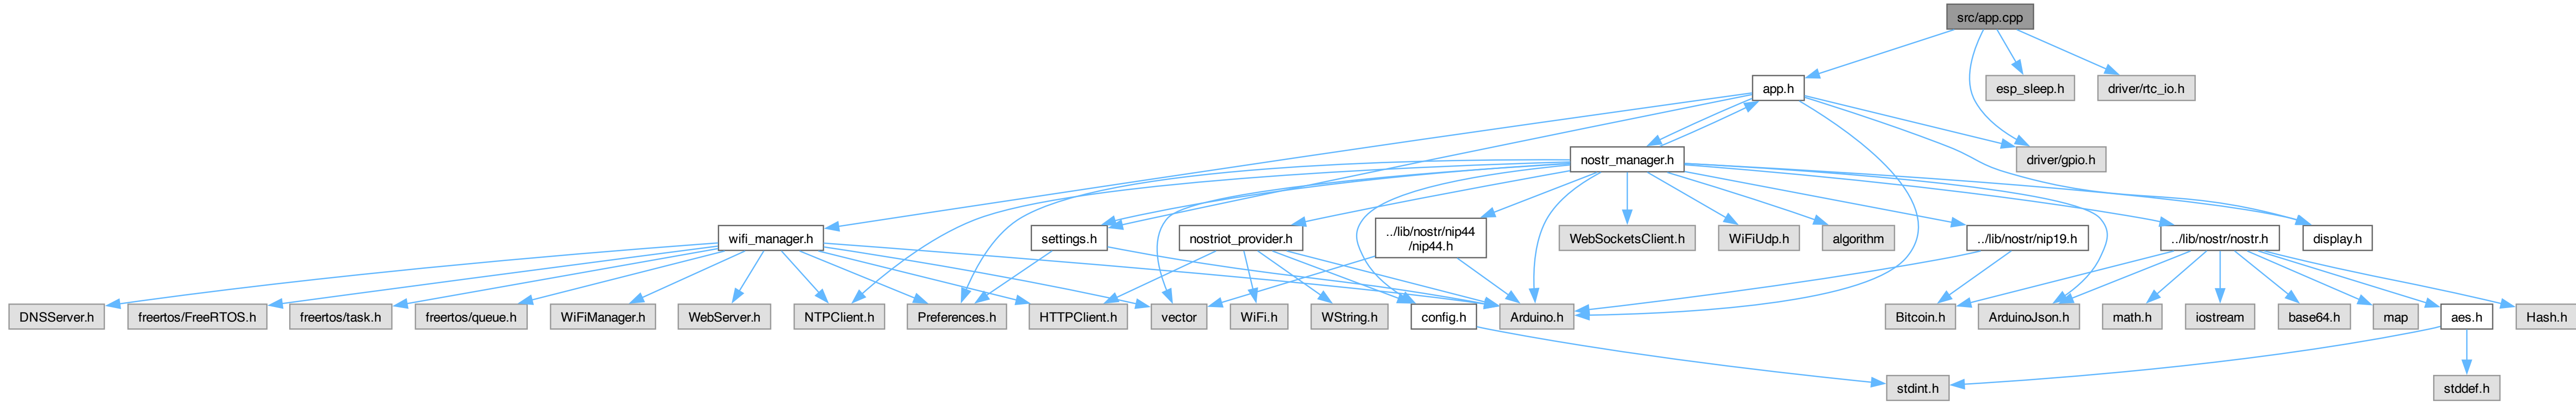 src/app.cpp
app.h
esp_sleep.h
driver/rtc_io.h
nostr_manager.h
driver/gpio.h
wifi_manager.h
settings.h
nostriot_provider.h
../lib/nostr/nip44
/nip44.h
WebSocketsClient.h
WiFiUdp.h
algorithm
../lib/nostr/nip19.h
../lib/nostr/nostr.h
display.h
DNSServer.h
freertos/FreeRTOS.h
freertos/task.h
freertos/queue.h
WiFiManager.h
WebServer.h
NTPClient.h
Preferences.h
HTTPClient.h
vector
WiFi.h
WString.h
config.h
Arduino.h
Bitcoin.h
ArduinoJson.h
math.h
iostream
base64.h
map
aes.h
Hash.h
stdint.h
stddef.h